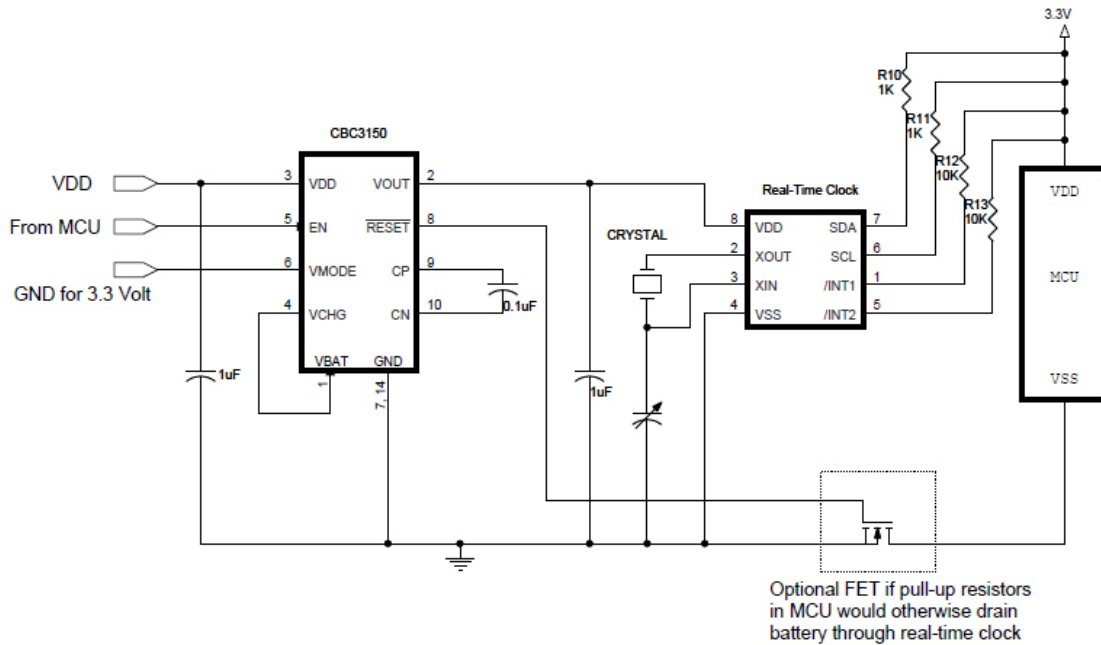 3.3V
R10
1K
R11
1K
R12
10K
R13
10K
CBC3150
VDD
3
VDD
VOUT
2
From MCU
5
EN
RESET
8
6
VMODE
CP
9
GND for 3.3 Volt
4
VCHG
CN
10
0.1uF
VBAT
GND
1
7, 14
1uF
1uF
CRYSTAL
Real-Time Clock
8
VDD
SDA
7
2
XOUT
SCL
6
3
XIN
/INT1
1
4
VSS
/INT2
5
VDD
MCU
VSS
Optional FET if pull-up resistors
in MCU would otherwise drain
battery through real-time clock